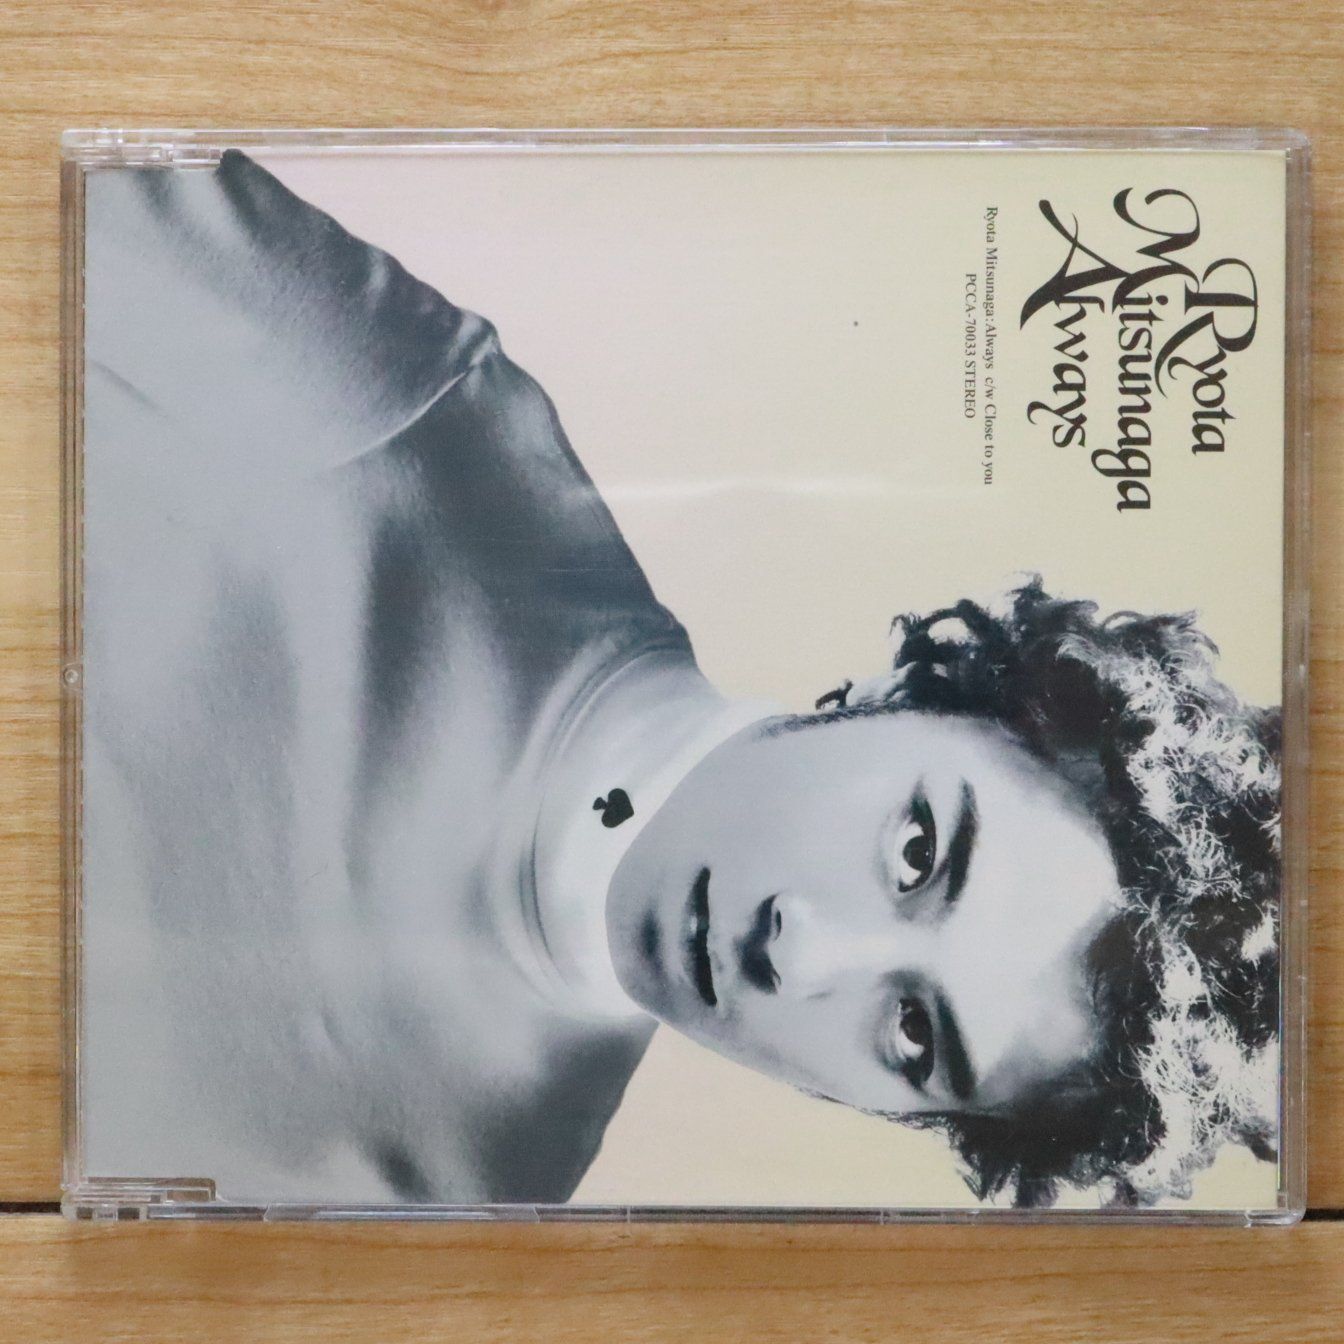 Ryota
Mitsunaga
Always
Ryota Mitsunaga:Always c/w Close to you
PCCA-70033 STEREO